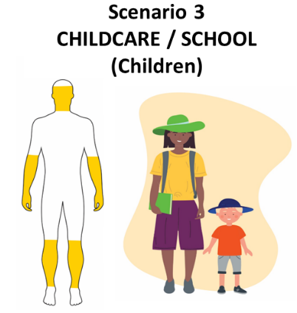 Scenario 3
CHILDCARE / SCHOOL
(Children)